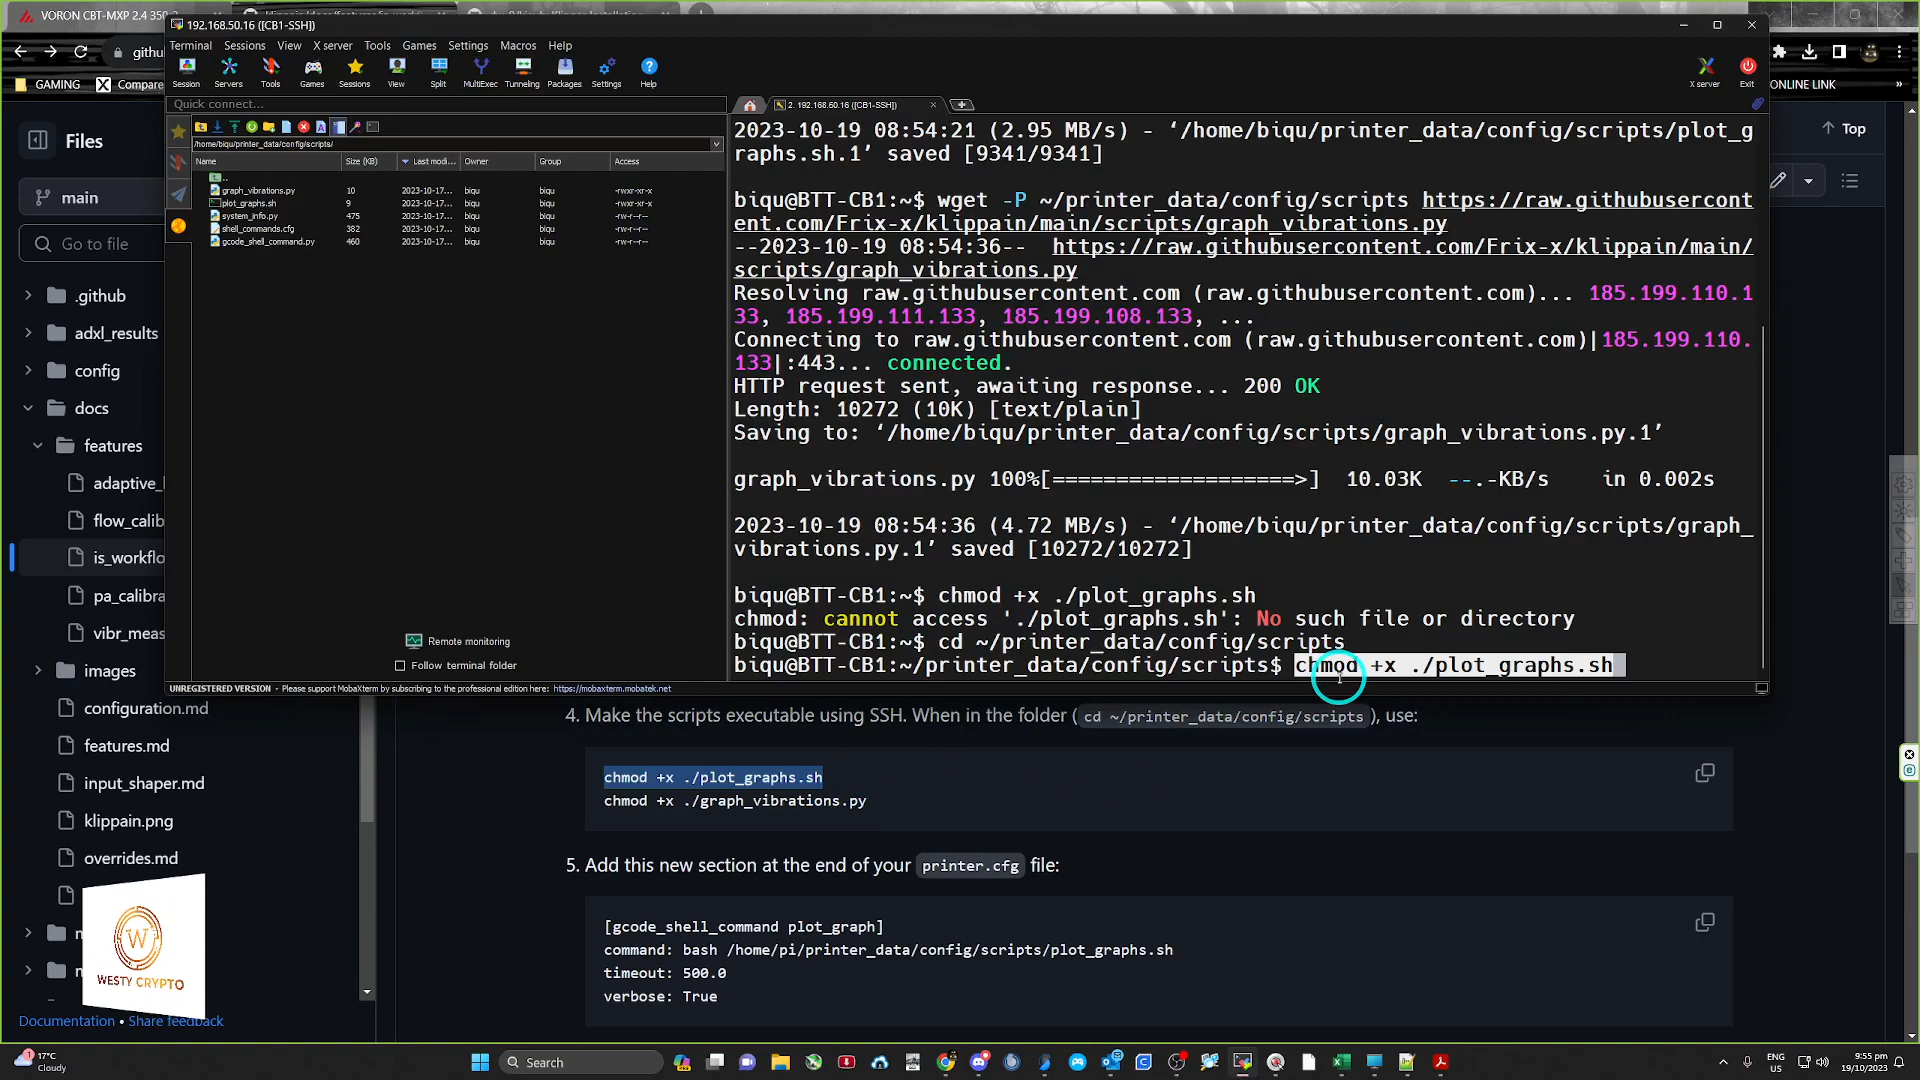 VORON CBT-MXP 2.4 350
192.168.50.16 ([CB1-SSH])
githu
GAMING
Compare
ONLINE LINK
»
Terminal Sessions View X server Tools Games Settings Macros Help
Session Servers Tools Games Sessions View Split MultiExec Tunneling Packages Settings Help
X server Exit
Quick connect...
2. 192.168.50.16 ([CB1-SSH])
/home/biqu/printer_data/config/scripts/
Name Size (KB) Last modi... Owner Group Access
..
graph_vibrations.py 10 2023-10-17... biqu biqu -rwxr-xr-x
plot_graphs.sh 9 2023-10-17... biqu biqu -rwxr-xr-x
system_info.py 475 2023-10-17... biqu biqu -rw-r--r--
shell_commands.cfg 382 2023-10-17... biqu biqu -rw-r--r--
gcode_shell_command.py 460 2023-10-17... biqu biqu -rw-r--r--
Remote monitoring
Follow terminal folder
2023-10-19 08:54:21 (2.95 MB/s) - ‘/home/biqu/printer_data/config/scripts/plot_g
raphs.sh.1’ saved [9341/9341]
biqu@BTT-CB1:~$ wget -P ~/printer_data/config/scripts https://raw.githubusercont
ent.com/Frix-x/klippain/main/scripts/graph_vibrations.py
--2023-10-19 08:54:36-- https://raw.githubusercontent.com/Frix-x/klippain/main/
scripts/graph_vibrations.py
Resolving raw.githubusercontent.com (raw.githubusercontent.com)... 185.199.110.1
33, 185.199.111.133, 185.199.108.133, ...
Connecting to raw.githubusercontent.com (raw.githubusercontent.com)|185.199.110.
133|:443... connected.
HTTP request sent, awaiting response... 200 OK
Length: 10272 (10K) [text/plain]
Saving to: ‘/home/biqu/printer_data/config/scripts/graph_vibrations.py.1’
graph_vibrations.py 100%[===================>] 10.03K --.-KB/s in 0.002s
2023-10-19 08:54:36 (4.72 MB/s) - ‘/home/biqu/printer_data/config/scripts/graph_
vibrations.py.1’ saved [10272/10272]
biqu@BTT-CB1:~$ chmod +x ./plot_graphs.sh
chmod: cannot access './plot_graphs.sh': No such file or directory
biqu@BTT-CB1:~$ cd ~/printer_data/config/scripts
biqu@BTT-CB1:~/printer_data/config/scripts$ chmod +x ./plot_graphs.sh
UNREGISTERED VERSION - Please support MobaXterm by subscribing to the professional edition here: https://mobaxterm.mobatek.net
Files
main
Go to file
.github
adxl_results
config
docs
features
adaptive_
flow_calib
is_workflo
pa_calibra
vibr_meas
images
configuration.md
features.md
input_shaper.md
klippain.png
overrides.md
WESTY CRYPTO
Documentation • Share feedback
Top
4. Make the scripts executable using SSH. When in the folder ( cd ~/printer_data/config/scripts ), use:
chmod +x ./plot_graphs.sh
chmod +x ./graph_vibrations.py
5. Add this new section at the end of your printer.cfg file:
[gcode_shell_command plot_graph]
command: bash /home/pi/printer_data/config/scripts/plot_graphs.sh
timeout: 500.0
verbose: True
1
17°C
Cloudy
Search
ENG
US
9:55 pm
19/10/2023